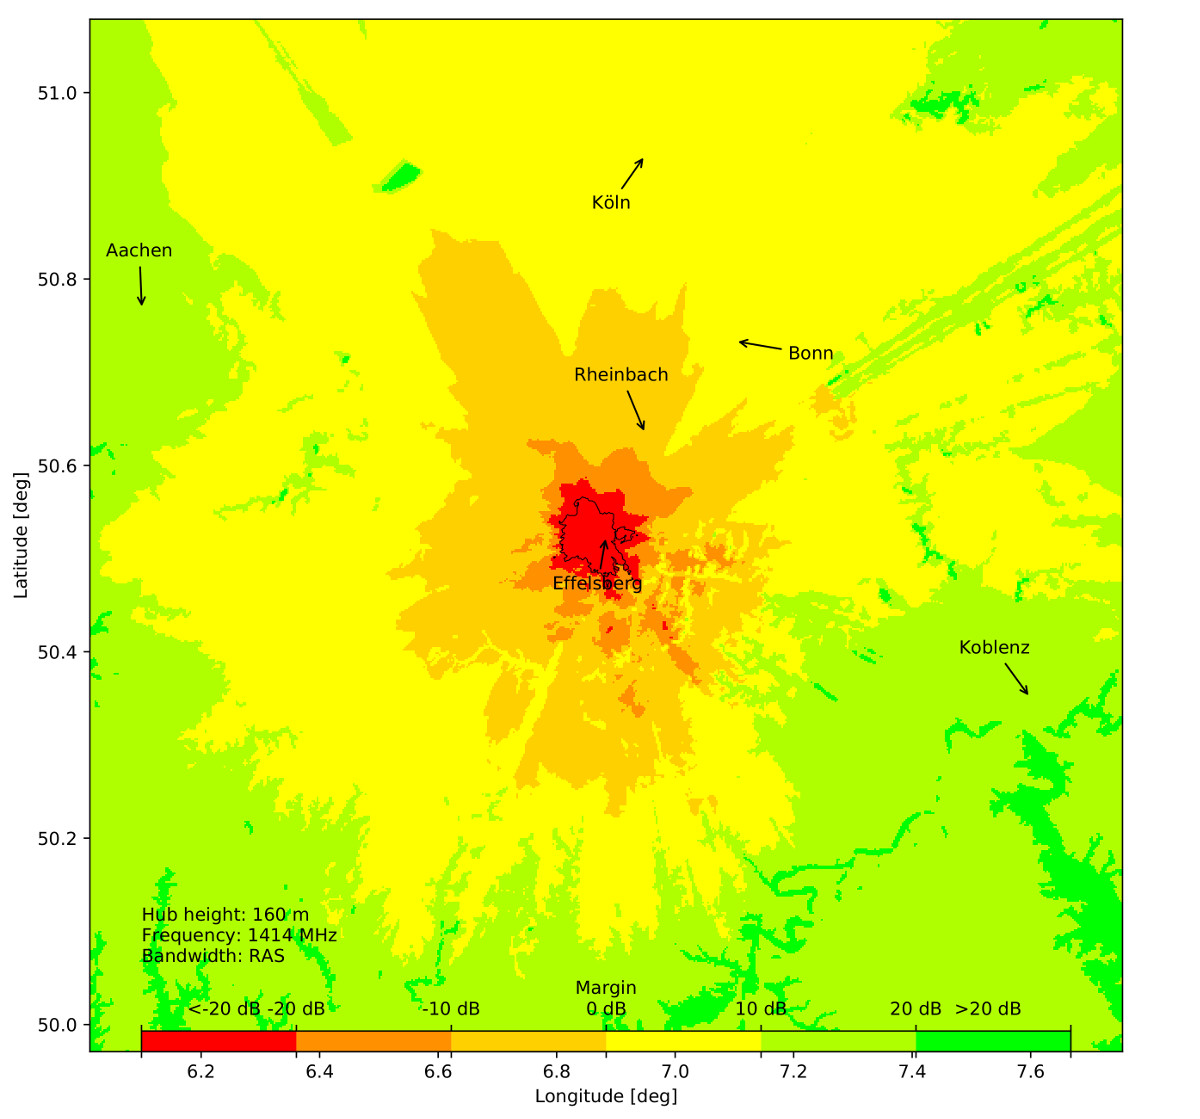 51.0
Köln
Aachen
50.8
Bonn
Rheinbach
50.6
Latitude [deg]
Effelsberg
50.4
Koblenz
50.2
Hub height: 160 m
Frequency: 1414 MHz
Bandwidth: RAS
Margin
<-20 dB -20 dB -10 dB 0 dB 10 dB 20 dB >20 dB
50.0
6.2 6.4 6.6 6.8 7.0 7.2 7.4 7.6
Longitude [deg]